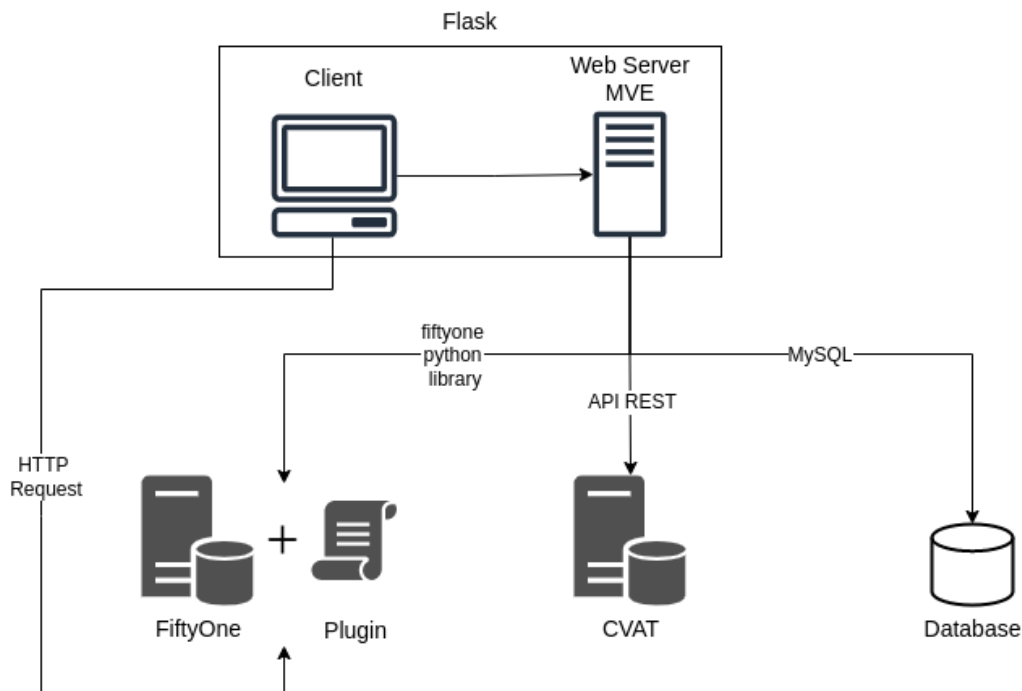 Flask
Client
Web Server
MVE
fiftyone
python
library
MySQL
API REST
HTTP
Request
FiftyOne
Plugin
CVAT
Database